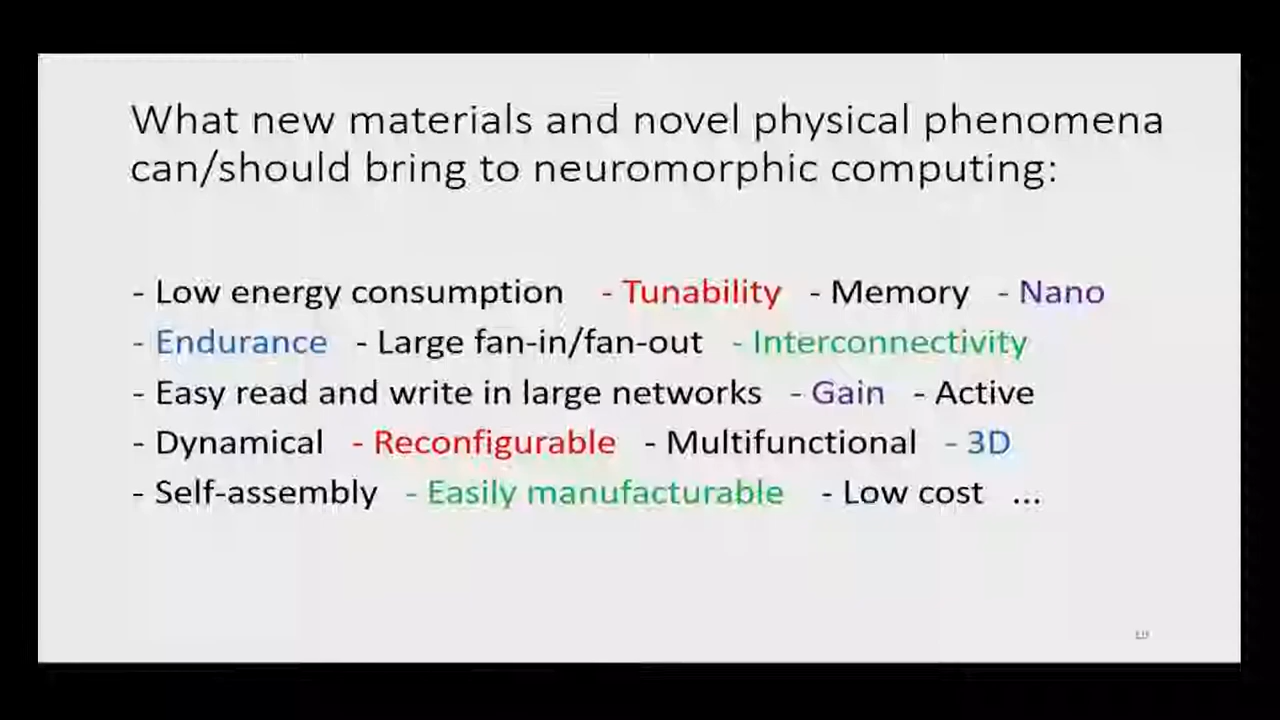 What new materials and novel physical phenomena
can/should bring to neuromorphic computing:
- Low energy consumption - Tunability - Memory - Nano
- Endurance - Large fan-in/fan-out - Interconnectivity
- Easy read and write in large networks - Gain - Active
- Dynamical - Reconfigurable - Multifunctional - 3D
- Self-assembly - Easily manufacturable - Low cost ...